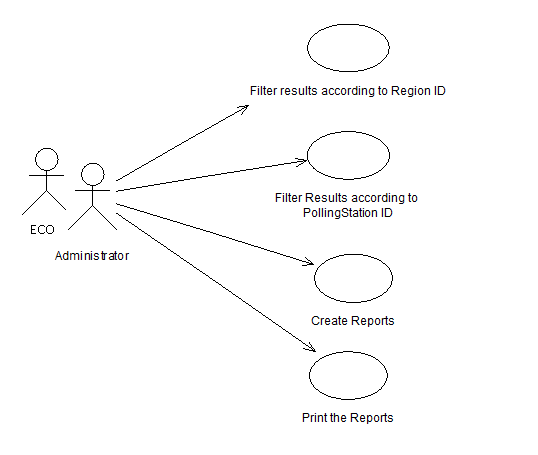 Filter results according to Region ID
Filter Results according to
PollingStation ID
ECO
Administrator
Create Reports
Print the Reports